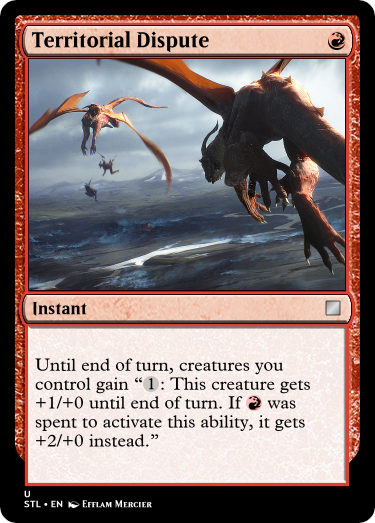 Territorial Dispute
Instant
Until end of turn, creatures you
control gain “1: This creature gets
+1/+0 until end of turn. If was
spent to activate this ability, it gets
+2/+0 instead.”
U
STL • EN Efflam Mercier